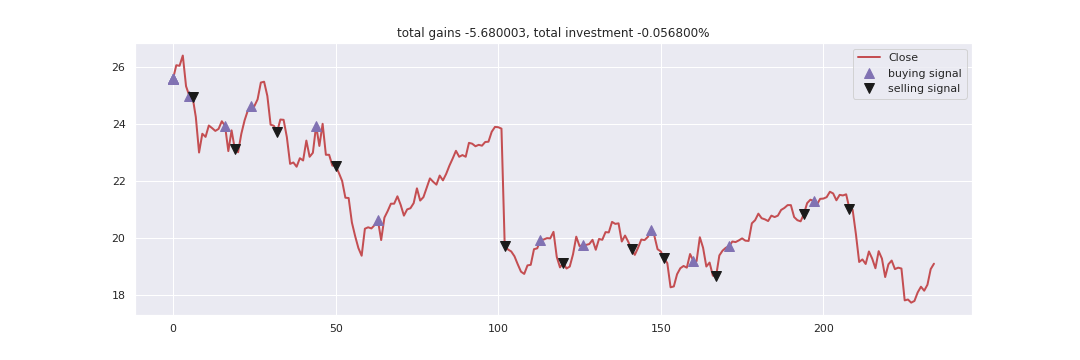 total gains -5.680003, total investment -0.056800%
Close
buying signal
selling signal
26
24
22
20
18
0
50
100
150
200